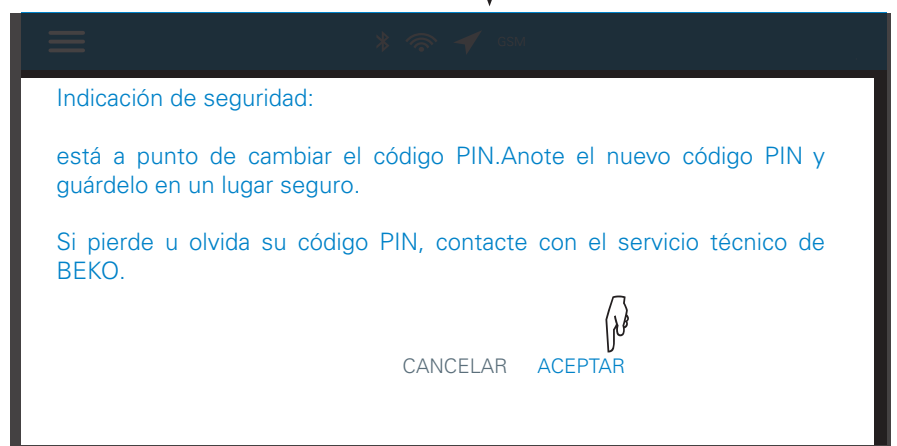 GSM
Indicación de seguridad:
está a punto de cambiar el código PIN.Anote el nuevo código PIN y
guárdelo en un lugar seguro.
Si pierde u olvida su código PIN, contacte con el servicio técnico de
BEKO.
CANCELAR ACEPTAR